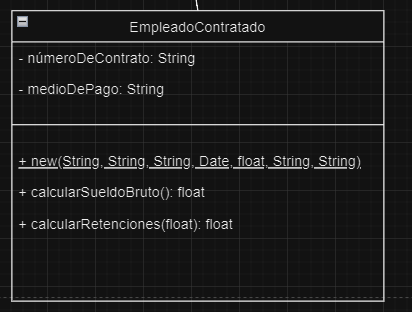 EmpleadoContratado
- númeroDeContrato: String
- medioDePago: String
+ new(String, String, String, Date, float, String, String)
+ calcularSueldoBruto(): float
+ calcularRetenciones(float): float